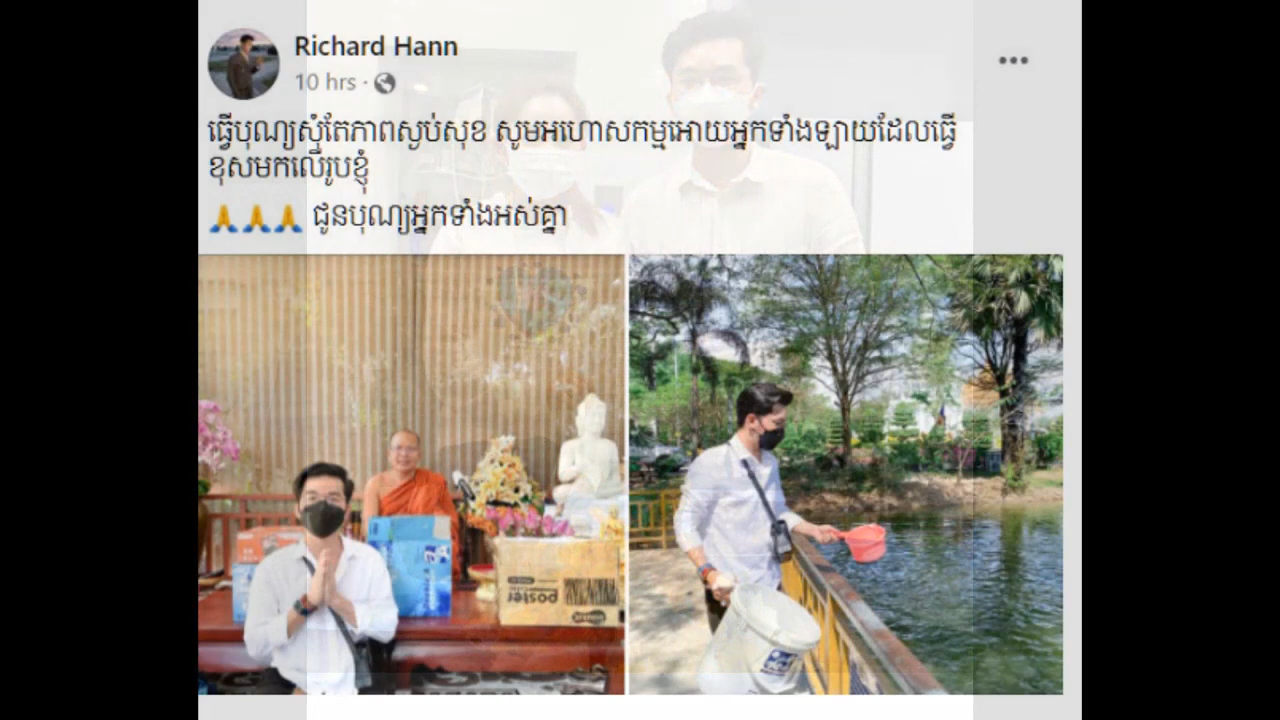 Richard Hann
10 hrs ·
ធ្វើបុណ្យសុំតែភាពស្ងប់សុខ សូមអហោសកម្មអោយអ្នកទាំងឡាយដែលធ្វើ
ខុសមកលើរូបខ្ញុំ
🙏🙏🙏 ជូនបុណ្យអ្នកទាំងអស់គ្នា
poster